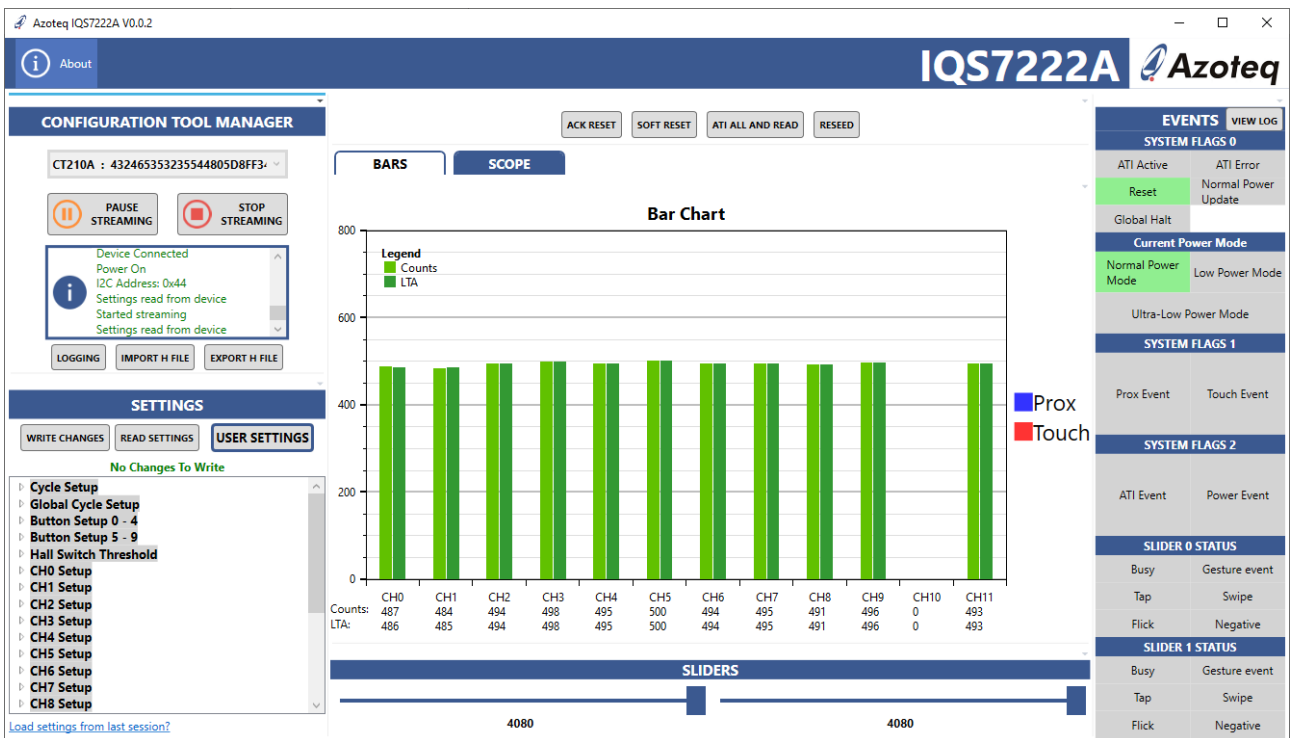 Azoteq IQS7222A V0.0.2
About
IQS7222A
Azoteq
CONFIGURATION TOOL MANAGER
CT210A : 432465353235544805D8FF34
PAUSE STREAMING
STOP STREAMING
Device Connected
Power On
I2C Address: 0x44
Settings read from device
Started streaming
Settings read from device
LOGGING
IMPORT H FILE
EXPORT H FILE
SETTINGS
WRITE CHANGES
READ SETTINGS
USER SETTINGS
No Changes To Write
Cycle Setup
Global Cycle Setup
Button Setup 0 - 4
Button Setup 5 - 9
Hall Switch Threshold
CH0 Setup
CH1 Setup
CH2 Setup
CH3 Setup
CH4 Setup
CH5 Setup
CH6 Setup
CH7 Setup
CH8 Setup
Load settings from last session?
ACK RESET
SOFT RESET
ATI ALL AND READ
RESEED
BARS
SCOPE
Bar Chart
800
600
400
200
0
Legend
Counts
LTA
CH0 CH1 CH2 CH3 CH4 CH5 CH6 CH7 CH8 CH9 CH10 CH11
Counts: 487 484 494 498 495 500 494 495 491 496 0 493
LTA: 486 485 494 498 495 500 494 495 491 496 0 493
Prox
Touch
SLIDERS
4080
4080
EVENTS
VIEW LOG
SYSTEM FLAGS 0
ATI Active
ATI Error
Reset
Normal Power Update
Global Halt
Current Power Mode
Normal Power Mode
Low Power Mode
Ultra-Low Power Mode
SYSTEM FLAGS 1
Prox Event
Touch Event
SYSTEM FLAGS 2
ATI Event
Power Event
SLIDER 0 STATUS
Busy
Gesture event
Tap
Swipe
Flick
Negative
SLIDER 1 STATUS
Busy
Gesture event
Tap
Swipe
Flick
Negative